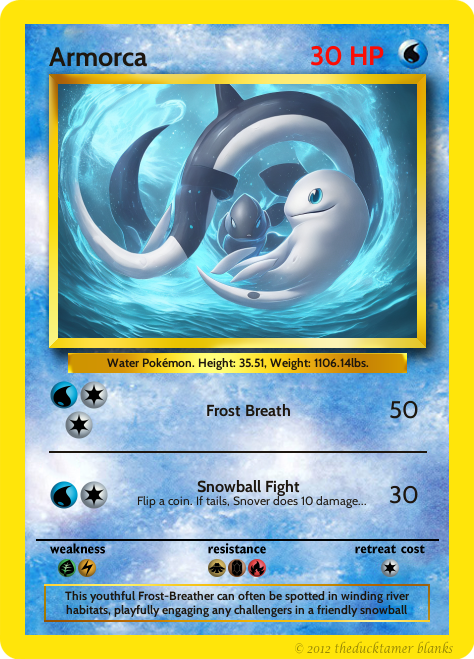 Armorca 30 HP
Water Pokémon. Height: 35.51, Weight: 1106.14lbs.
Frost Breath 50
Snowball Fight 30
Flip a coin. If tails, Snover does 10 damage...
weakness resistance retreat cost
This youthful Frost-Breather can often be spotted in winding river
habitats, playfully engaging any challengers in a friendly snowball
© 2012 theducktamer blanks